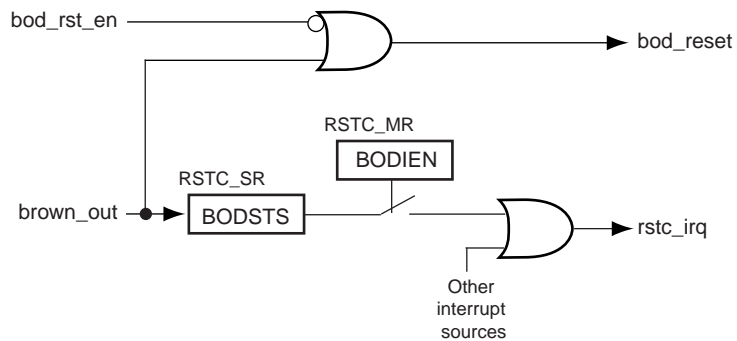 bod_rst_en
bod_reset
RSTC_MR
BODIEN
RSTC_SR
brown_out
BODSTS
rstc_irq
Other
interrupt
sources